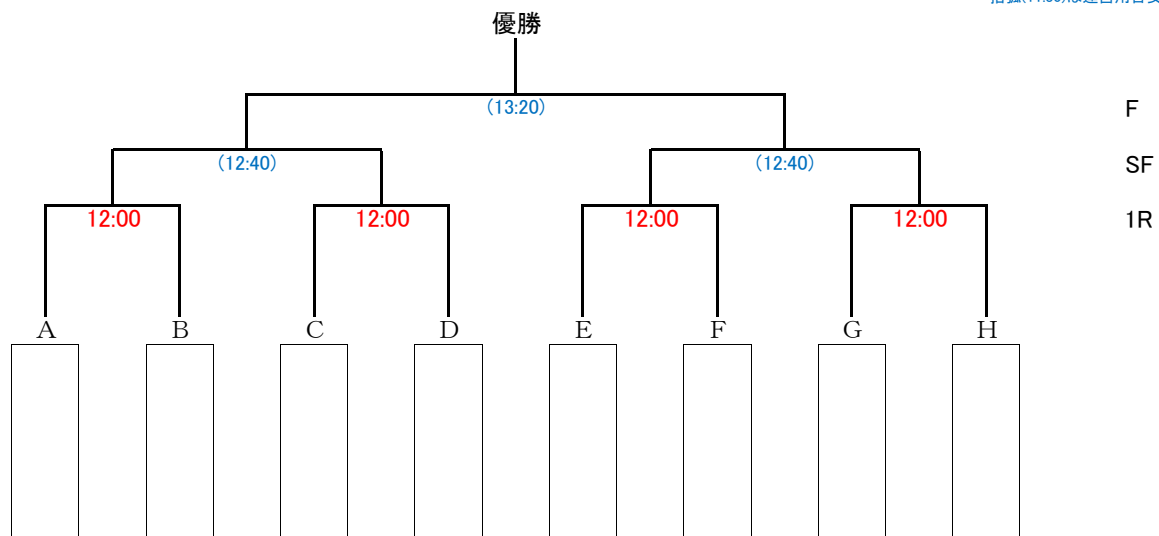 優勝
(13:20)
F
(12:40) (12:40)
SF
12:00 12:00 12:00 12:00
1R
A B C D E F G H